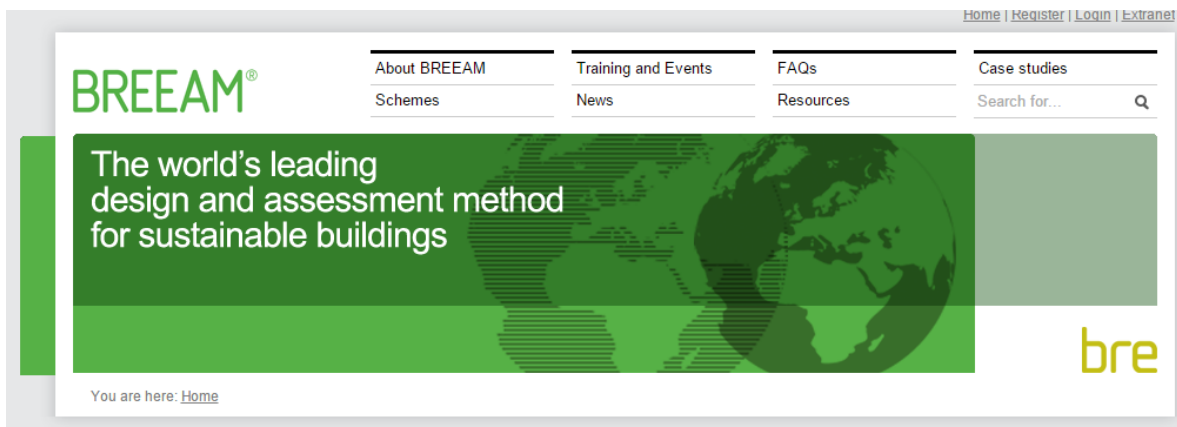 Home | Register | Login | Extranet
BREEAM®
About BREEAM
Training and Events
FAQs
Case studies
Schemes
News
Resources
Search for...
The world's leading
design and assessment method
for sustainable buildings
bre
You are here: Home